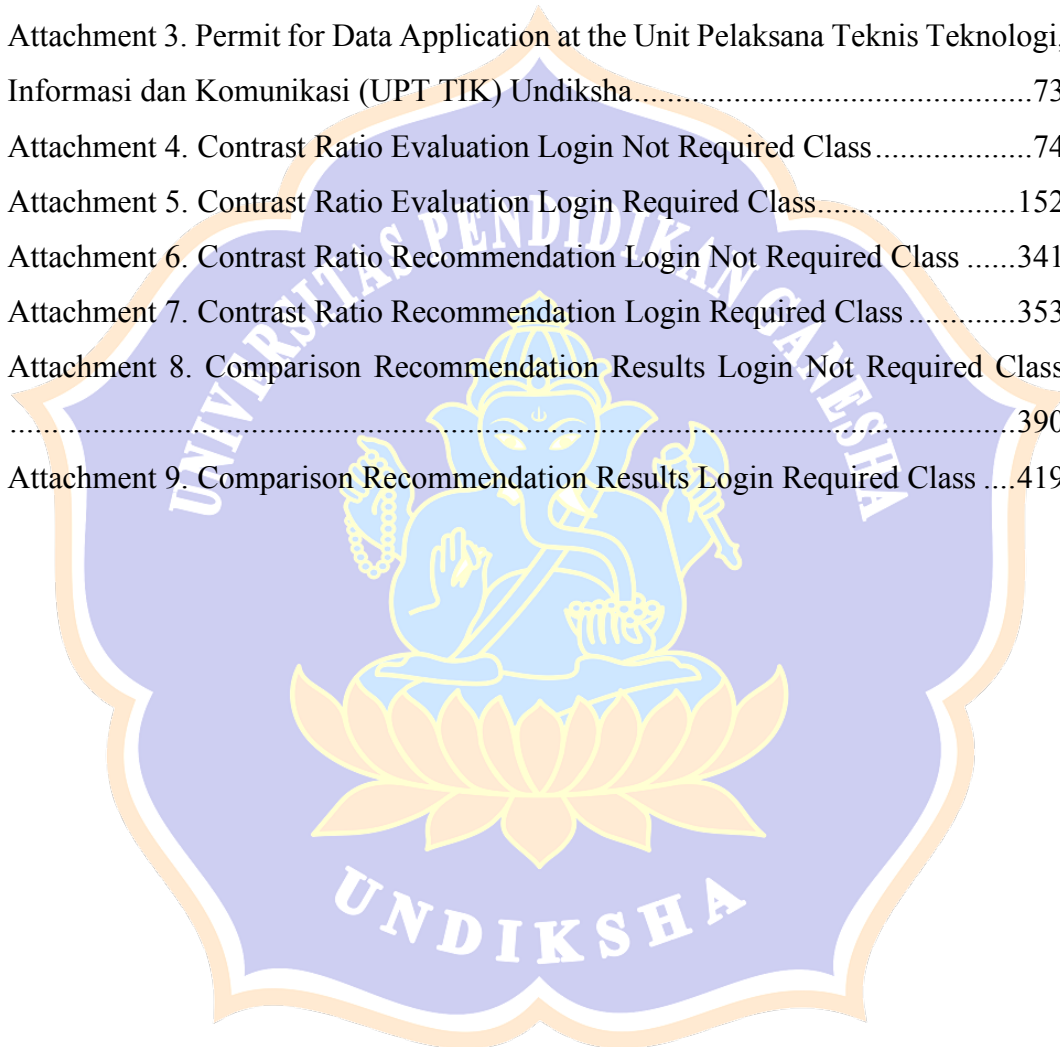 Attachment 3. Permit for Data Application at the Unit Pelaksana Teknis Teknologi,
Informasi dan Komunikasi (UPT TIK) Undiksha.......................................................73
Attachment 4. Contrast Ratio Evaluation Login Not Required Class.....................74
Attachment 5. Contrast Ratio Evaluation Login Required Class..........................152
Attachment 6. Contrast Ratio Recommendation Login Not Required Class ......341
Attachment 7. Contrast Ratio Recommendation Login Required Class .............353
Attachment 8. Comparison Recommendation Results Login Not Required Class
.................................................................................................................................390
Attachment 9. Comparison Recommendation Results Login Required Class ....419
UNIVERSITAS PENDIDIKAN GANESHA
UNDIKSHA